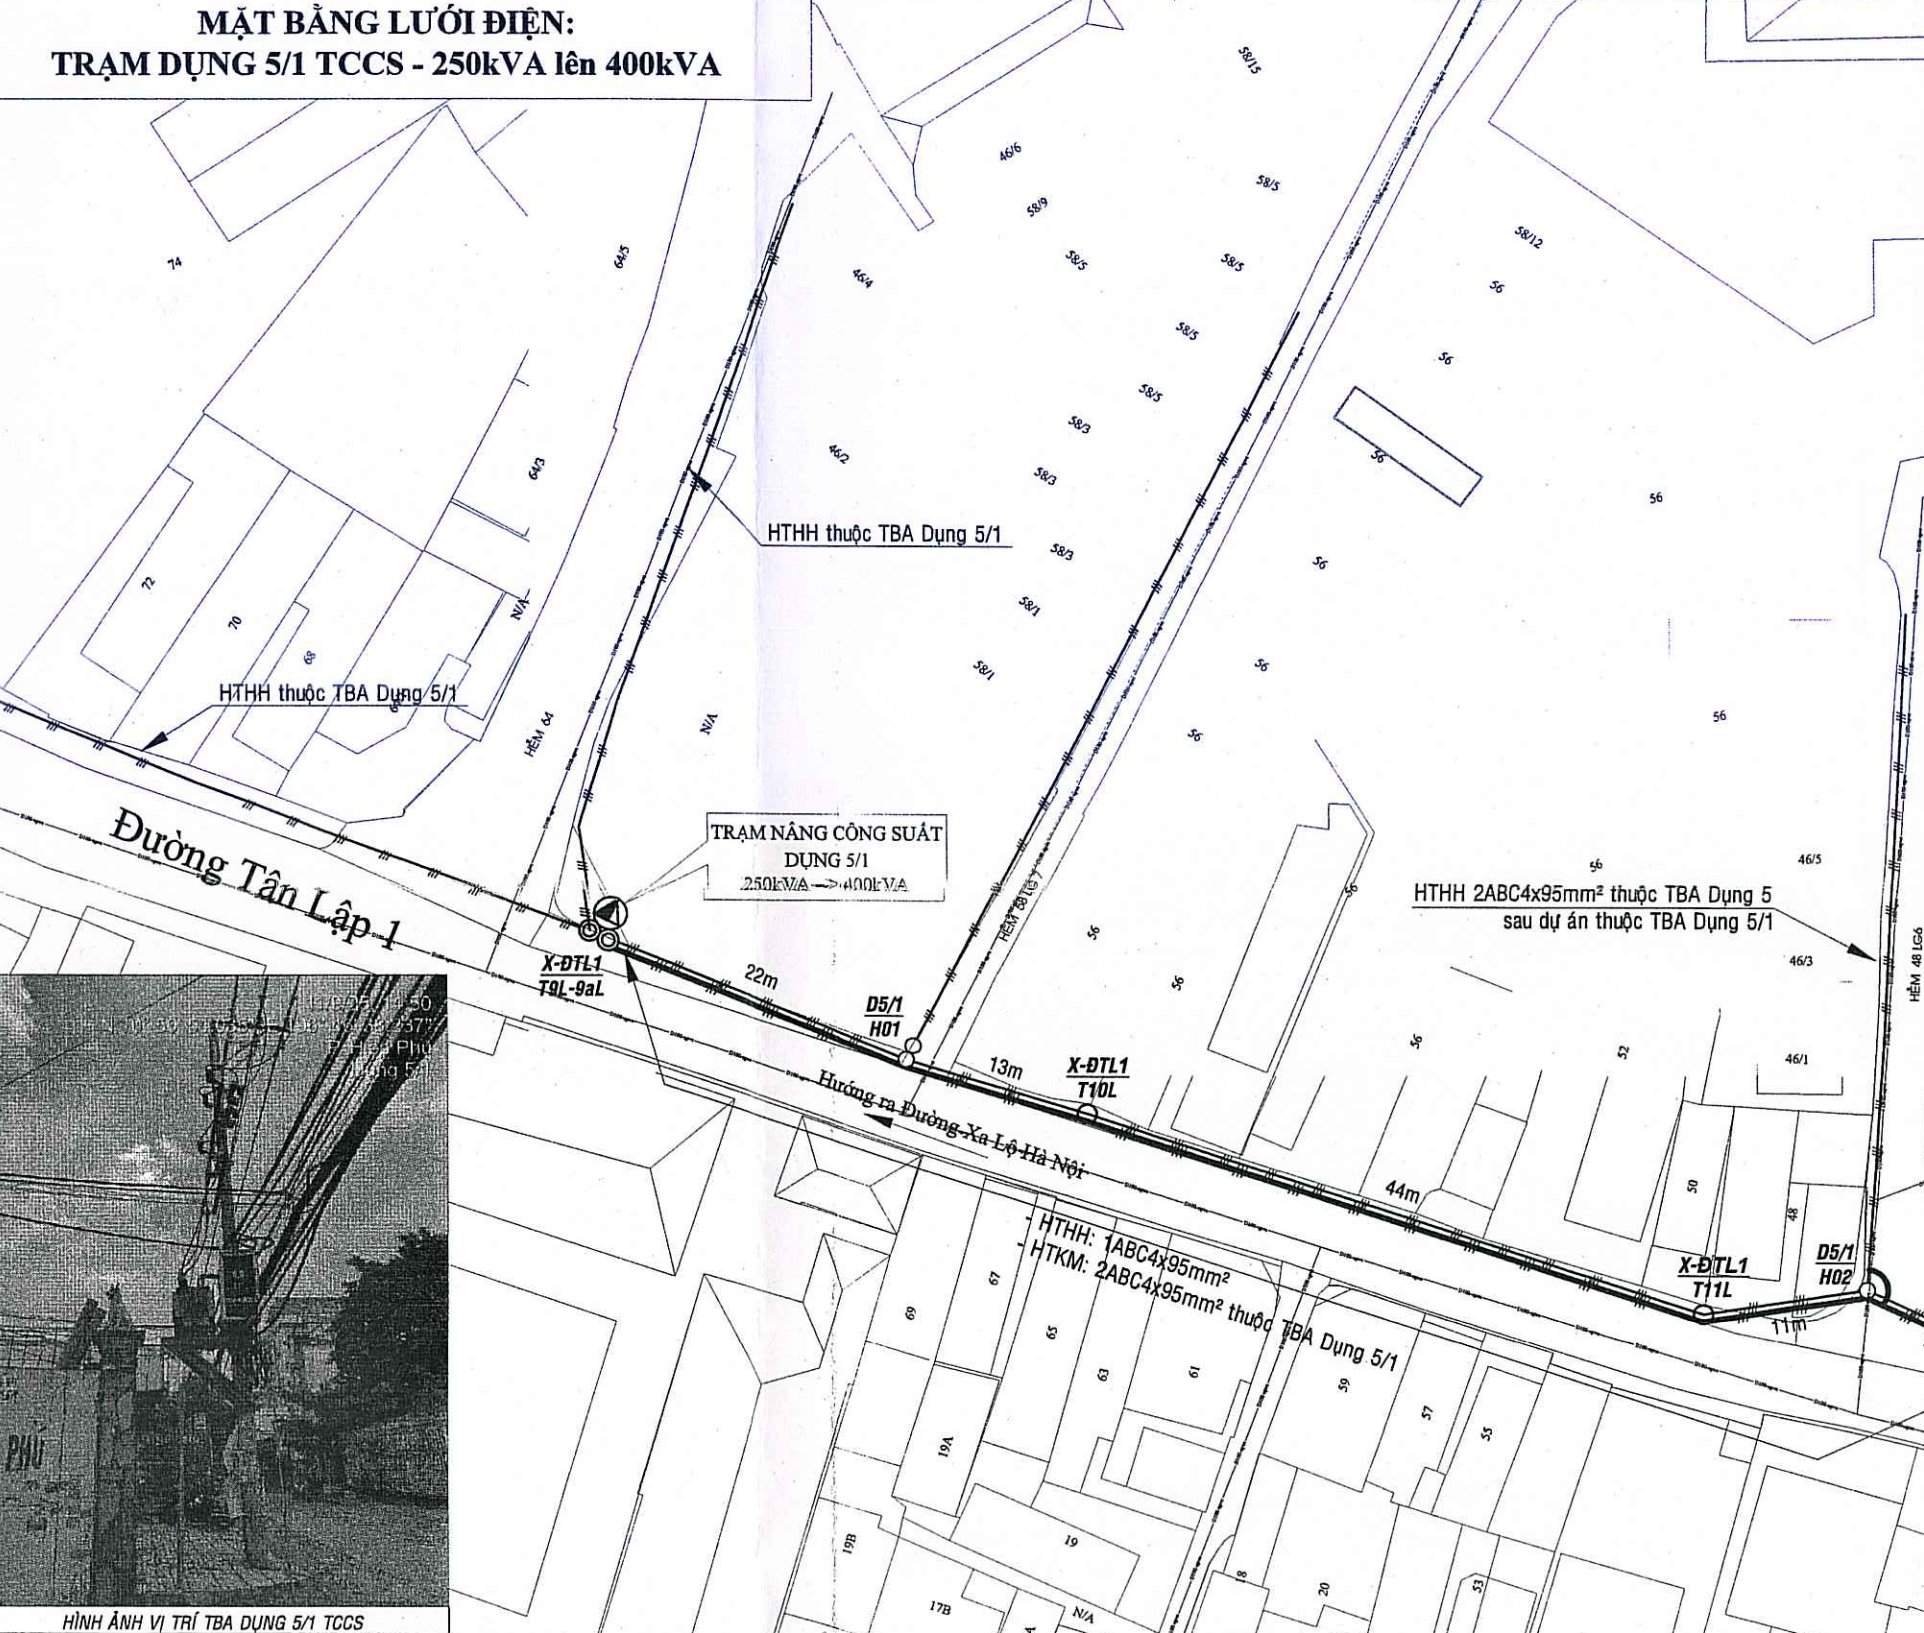 MẶT BẰNG LƯỚI ĐIỆN:
TRẠM DỤNG 5/1 TCCS - 250kVA lên 400kVA
58/15
46/6
58/5
58/9
58/12
74
64/5
46/4
58/5
58/5
56
58/5
56
58/5
58/3
46/2
64/3
58/3
56
56
HTHH thuộc TBA Dụng 5/1
58/3
56
72
70
N/A
58/1
68
58/1
56
HTHH thuộc TBA Dụng 5/1
HẺM 64
N/A
56
56
Đường Tân Lập 1
TRẠM NÂNG CÔNG SUẤT
DỤNG 5/1
250kVA --> 400kVA
56
46/5
56
HTHH 2ABC4x95mm² thuộc TBA Dụng 5
sau dự án thuộc TBA Dụng 5/1
56
46/3
56
HẺM 48 LG6
X-ĐTL1
T9L-9aL
22m
D5/1
H01
13m
X-ĐTL1
T10L
56
52
46/1
Hướng ra Đường Xa Lộ Hà Nội
44m
50
48
- HTHH: 1ABC4x95mm²
- HTKM: 2ABC4x95mm² thuộc TBA Dụng 5/1
X-ĐTL1
T11L
11m
D5/1
H02
69
67
65
63
61
59
57
55
19A
19B
19
17B
N/A
18
20
53
PHÚ
HÌNH ẢNH VỊ TRÍ TBA DỤNG 5/1 TCCS